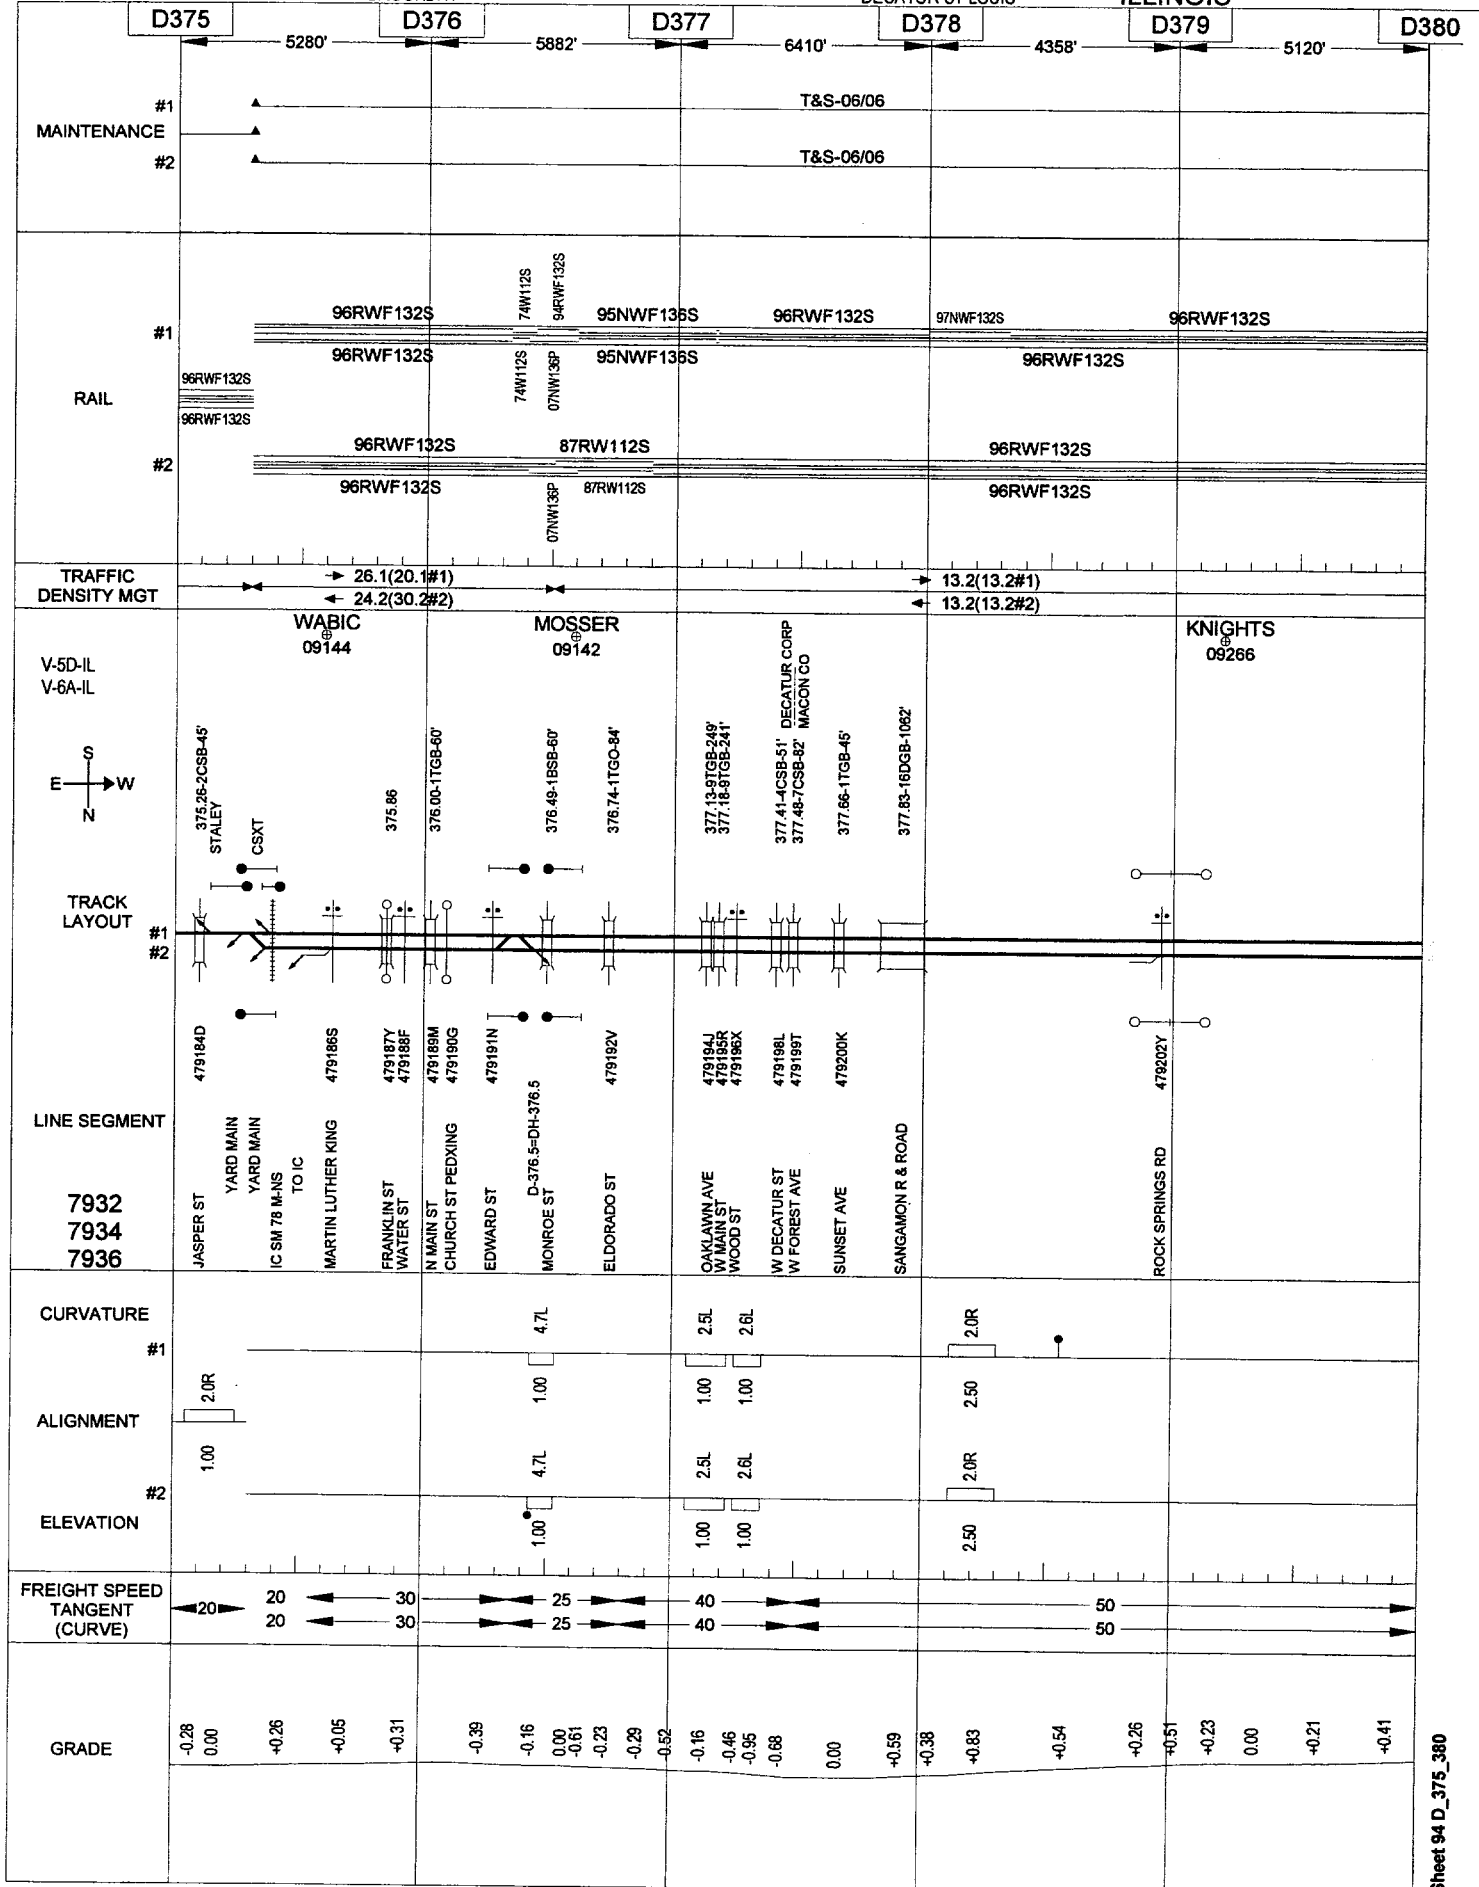 D375
D376
D377
D378
D379
D380
ILLINOIS
5280'
5882'
6410'
4358'
5120'
MAINTENANCE
#1
T&S-06/06
#2
T&S-06/06
RAIL
#1
96RWF132S
74W112S
94RWF132S
95NWF136S
96RWF132S
97NWF132S
96RWF132S
96RWF132S
74W112S
07NW136P
95NWF136S
96RWF132S
96RWF132S
96RWF132S
#2
96RWF132S
87RW112S
96RWF132S
96RWF132S
07NW136P
87RW112S
96RWF132S
TRAFFIC
DENSITY MGT
26.1(20.1#1)
24.2(30.2#2)
13.2(13.2#1)
13.2(13.2#2)
WABIC
09144
MOSSER
09142
KNIGHTS
09266
V-5D-IL
V-6A-IL
S
E W
N
375.26-2CSB-45'
STALEY
CSXT
375.86
376.00-1TGB-60'
376.49-1BSB-60'
376.74-1TGO-84'
377.13-9TGB-249'
377.18-9TGB-241'
377.41-4CSB-51'
377.48-7CSB-82'
DECATUR CORP
MACON CO
377.66-1TGB-45'
377.83-16DGB-1062'
TRACK
LAYOUT
#1
#2
479184D
479186S
479187Y
479188F
479189M
479190G
479191N
479192V
479194J
479195R
479196X
479198L
479199T
479200K
479202Y
LINE SEGMENT
7932
7934
7936
JASPER ST
YARD MAIN
YARD MAIN
IC SM 78 M-NS
TO IC
MARTIN LUTHER KING
FRANKLIN ST
WATER ST
N MAIN ST
CHURCH ST PEDXING
EDWARD ST
D-376.5=DH-376.5
MONROE ST
ELDORADO ST
OAKLAWN AVE
W MAIN ST
WOOD ST
W DECATUR ST
W FOREST AVE
SUNSET AVE
SANGAMON R & ROAD
ROCK SPRINGS RD
CURVATURE
#1
4.7L
2.5L
2.6L
2.0R
1.00
1.00
1.00
2.50
ALIGNMENT
2.0R
1.00
#2
4.7L
2.5L
2.6L
2.0R
ELEVATION
1.00
1.00
1.00
2.50
FREIGHT SPEED
TANGENT
(CURVE)
20
20
30
25
40
50
20
30
25
40
50
GRADE
-0.28
0.00
+0.26
+0.05
+0.31
-0.39
-0.16
0.00
-0.61
-0.23
-0.29
-0.52
-0.16
-0.46
-0.95
-0.68
0.00
+0.59
+0.38
+0.83
+0.54
+0.26
+0.51
+0.23
0.00
+0.21
+0.41
Sheet 94 D_375_380